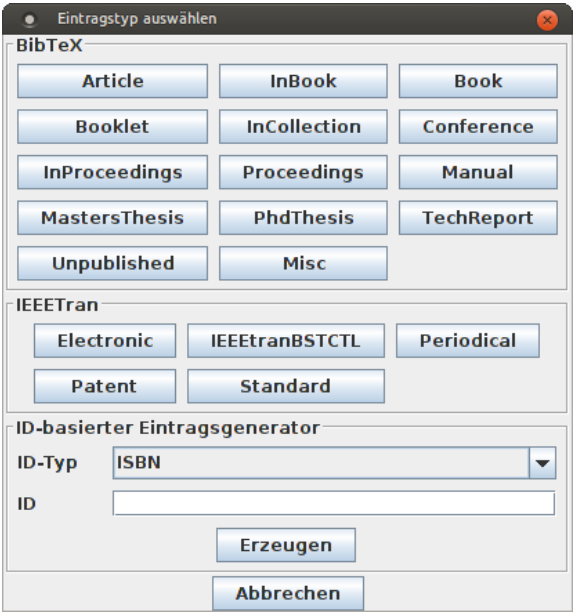 Eintragstyp auswählen
BibTeX
Article InBook Book
Booklet InCollection Conference
InProceedings Proceedings Manual
MastersThesis PhdThesis TechReport
Unpublished Misc
IEEETran
Electronic IEEEtranBSTCTL Periodical
Patent Standard
ID-basierter Eintragsgenerator
ID-Typ ISBN
ID
Erzeugen
Abbrechen